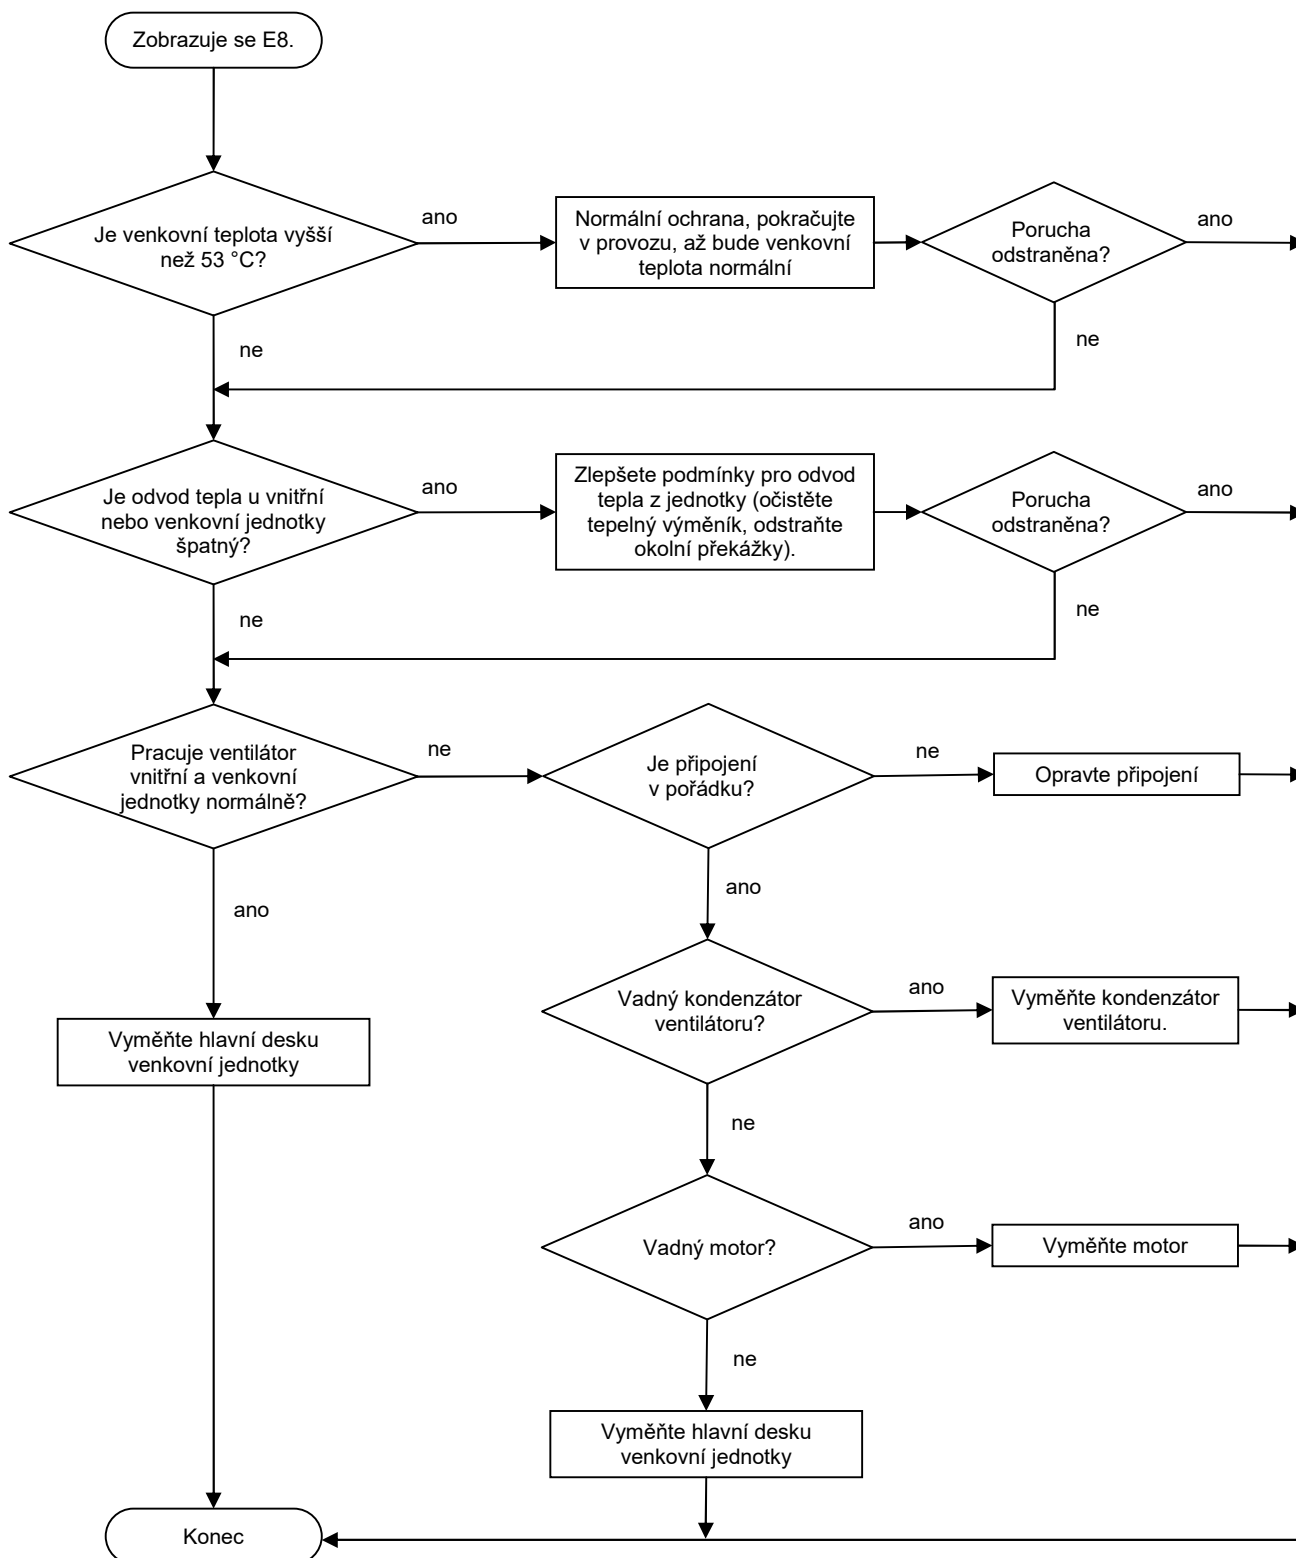 Zobrazuje se E8.
Je venkovní teplota vyšší
než 53 °C?
ano
Normální ochrana, pokračujte
v provozu, až bude venkovní
teplota normální
Porucha
odstraněna?
ano
ne
ne
Je odvod tepla u vnitřní
nebo venkovní jednotky
špatný?
ano
Zlepšete podmínky pro odvod
tepla z jednotky (očistěte
tepelný výměník, odstraňte
okolní překážky).
Porucha
odstraněna?
ano
ne
ne
Pracuje ventilátor
vnitřní a venkovní
jednotky normálně?
ne
Je připojení
v pořádku?
ne
Opravte připojení
ano
ano
Vadný kondenzátor
ventilátoru?
ano
Vyměňte kondenzátor
ventilátoru.
Vyměňte hlavní desku
venkovní jednotky
ne
Vadný motor?
ano
Vyměňte motor
ne
Vyměňte hlavní desku
venkovní jednotky
Konec